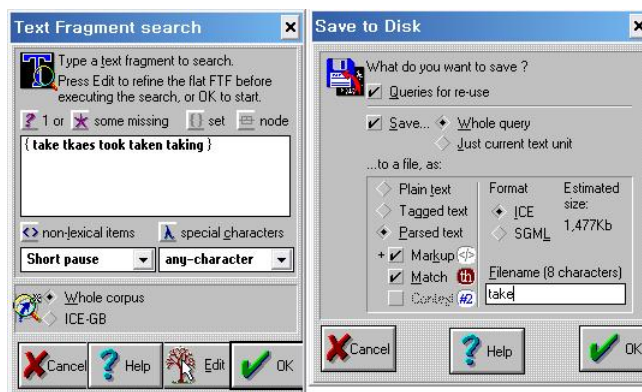 Text Fragment search
Type a text fragment to search.
Press Edit to refine the flat FTF before
executing the search, or OK to start.
? 1 or * some missing {} set node
{ take tkaes took taken taking }
<> non-lexical items λ special characters
Short pause any-character
Whole corpus
ICE-GB
Cancel ? Help Edit OK
Save to Disk
What do you want to save ?
Queries for re-use
Save... Whole query
Just current text unit
...to a file, as:
Plain text
Tagged text
Parsed text
+ Markup </>
Match th
Context #2
Format
ICE
SGML
Estimated
size:
1,477Kb
Filename (8 characters)
take
Cancel ? Help OK